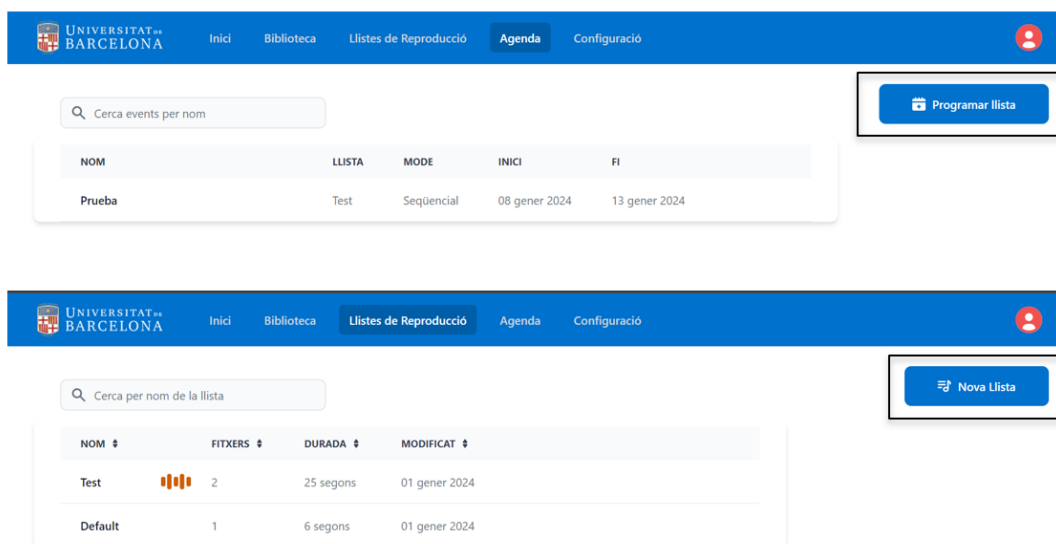 UNIVERSITAT DE BARCELONA Inici Biblioteca Llistes de Reproducció Agenda Configuració
Programar llista
Cerca events per nom
NOM LLISTA MODE INICI FI
Prueba Test Seqüencial 08 gener 2024 13 gener 2024
UNIVERSITAT DE BARCELONA Inici Biblioteca Llistes de Reproducció Agenda Configuració
Nova Llista
Cerca per nom de la llista
NOM FITXERS DURADA MODIFICAT
Test 2 25 segons 01 gener 2024
Default 1 6 segons 01 gener 2024